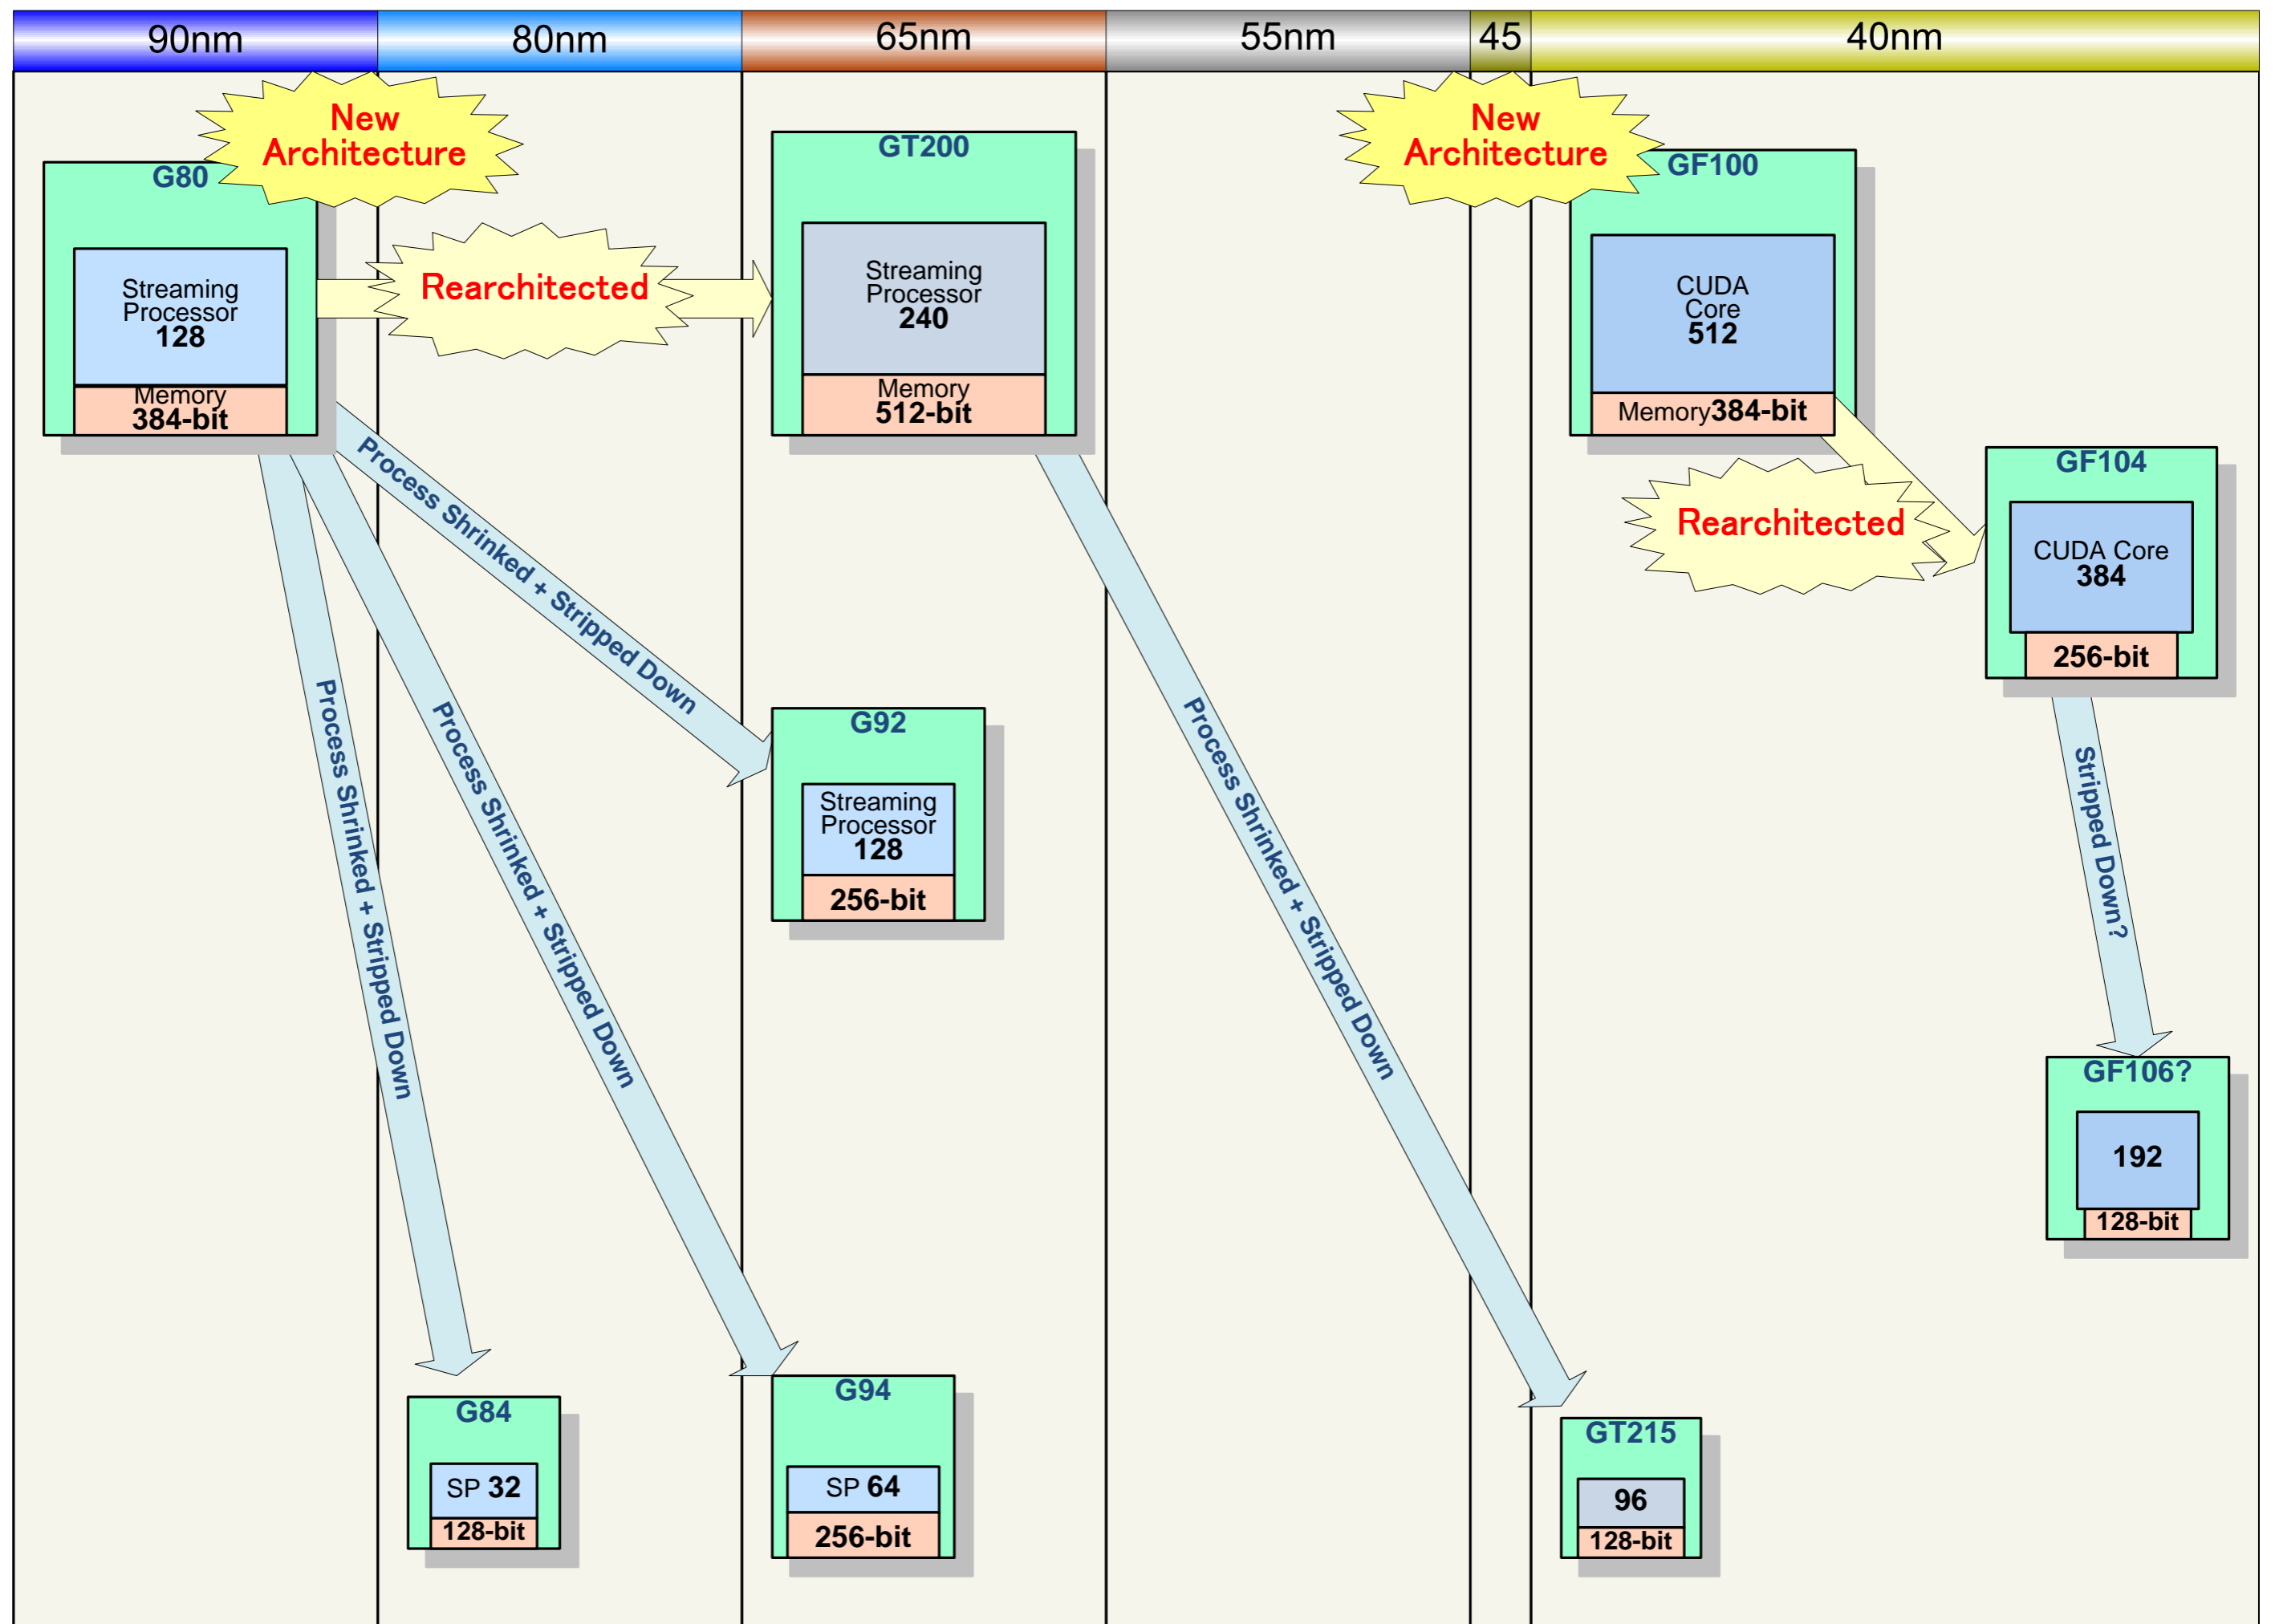 90nm
80nm
65nm
55nm
45
40nm
New
Architecture
G80
Streaming
Processor
128
Memory
384-bit
Rearchitected
GT200
Streaming
Processor
240
Memory
512-bit
New
Architecture
GF100
CUDA
Core
512
Memory384-bit
Rearchitected
GF104
CUDA Core
384
256-bit
Process Shrinked + Stripped Down
Process Shrinked + Stripped Down
Process Shrinked + Stripped Down
Process Shrinked + Stripped Down
Stripped Down?
G92
Streaming
Processor
128
256-bit
GF106?
192
128-bit
G84
SP 32
128-bit
G94
SP 64
256-bit
GT215
96
128-bit